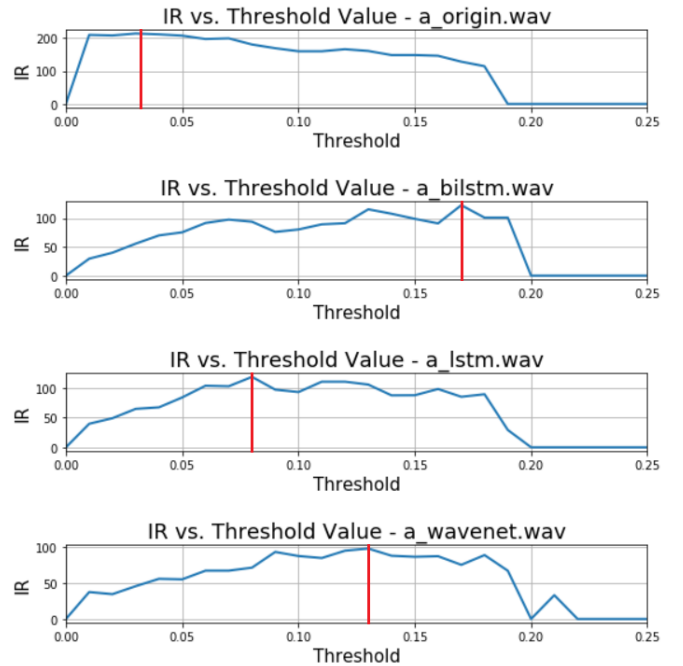 IR vs. Threshold Value - a_origin.wav
200
100
0
IR
0.00 0.05 0.10 0.15 0.20 0.25
Threshold
IR vs. Threshold Value - a_bilstm.wav
100
50
0
IR
0.00 0.05 0.10 0.15 0.20 0.25
Threshold
IR vs. Threshold Value - a_lstm.wav
100
50
0
IR
0.00 0.05 0.10 0.15 0.20 0.25
Threshold
IR vs. Threshold Value - a_wavenet.wav
100
50
0
IR
0.00 0.05 0.10 0.15 0.20 0.25
Threshold